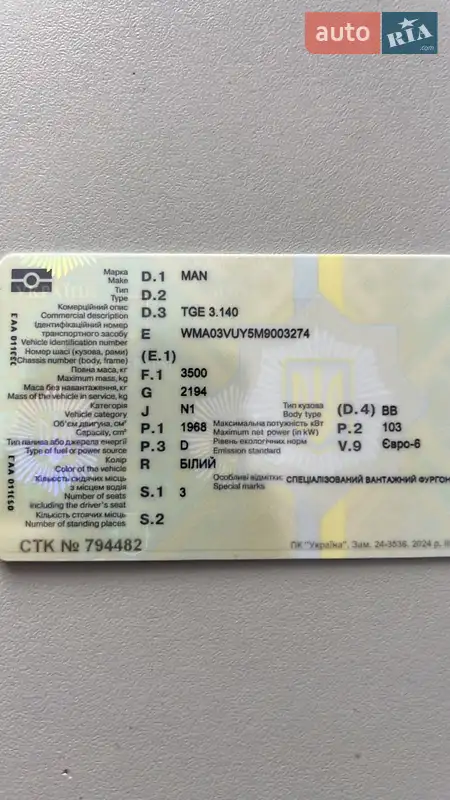 auto RIA .com
Марка D.1 MAN
Make
Тип D.2
Type
Комерційний опис D.3 TGE 3.140
Commercial description
Ідентифікаційний номер
транспортного засобу E WMA03VUY5M9003274
Vehicle identification number
Номер шасі (кузова, рами) (E.1)
Chassis number (body, frame)
Повна маса, кг F.1 3500
Maximum mass, kg
Маса без навантаження, кг G 2194
Mass of the vehicle in service, kg
Категорія J N1 Тип кузова (D.4) BB
Vehicle category Body type
Об'єм двигуна, см³ P.1 1968 Максимальна потужність кВт P.2 103
Capacity, cm³ Maximum net power (in kW)
Тип палива або джерела енергії P.3 D Рівень екологічних норм V.9 Євро-6
Type of fuel or power source Emission standard
Колір R БІЛИЙ
Color of the vehicle
Кількість сидячих місць Особливі відмітки СПЕЦІАЛІЗОВАНИЙ ВАНТАЖНИЙ ФУРГОН
з місцем водія S.1 3 Special marks
Number of seats
including the driver's seat
Кількість стоячих місць S.2
Number of standing places
СТК № 794482 ПК "Україна". Зам. 24-3536. 2024 р.